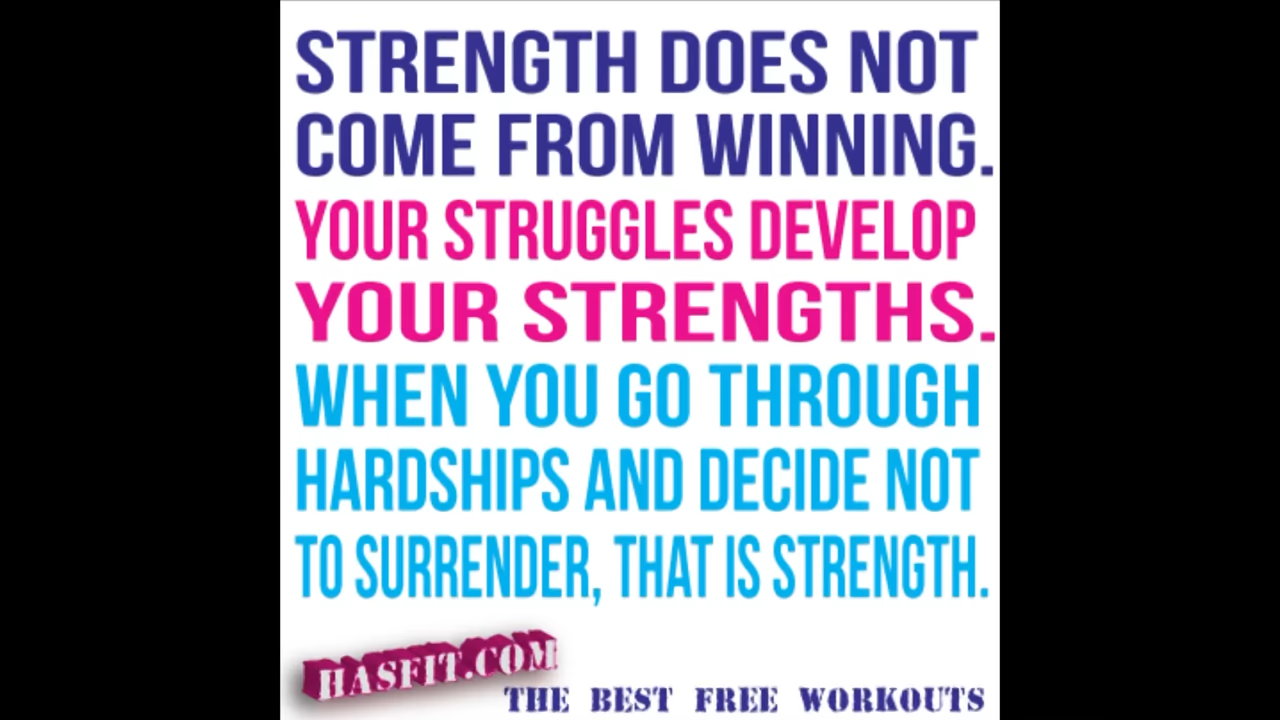 STRENGTH DOES NOT
COME FROM WINNING.
YOUR STRUGGLES DEVELOP
YOUR STRENGTHS.
WHEN YOU GO THROUGH
HARDSHIPS AND DECIDE NOT
TO SURRENDER, THAT IS STRENGTH.
HASFIT.COM
THE BEST FREE WORKOUTS